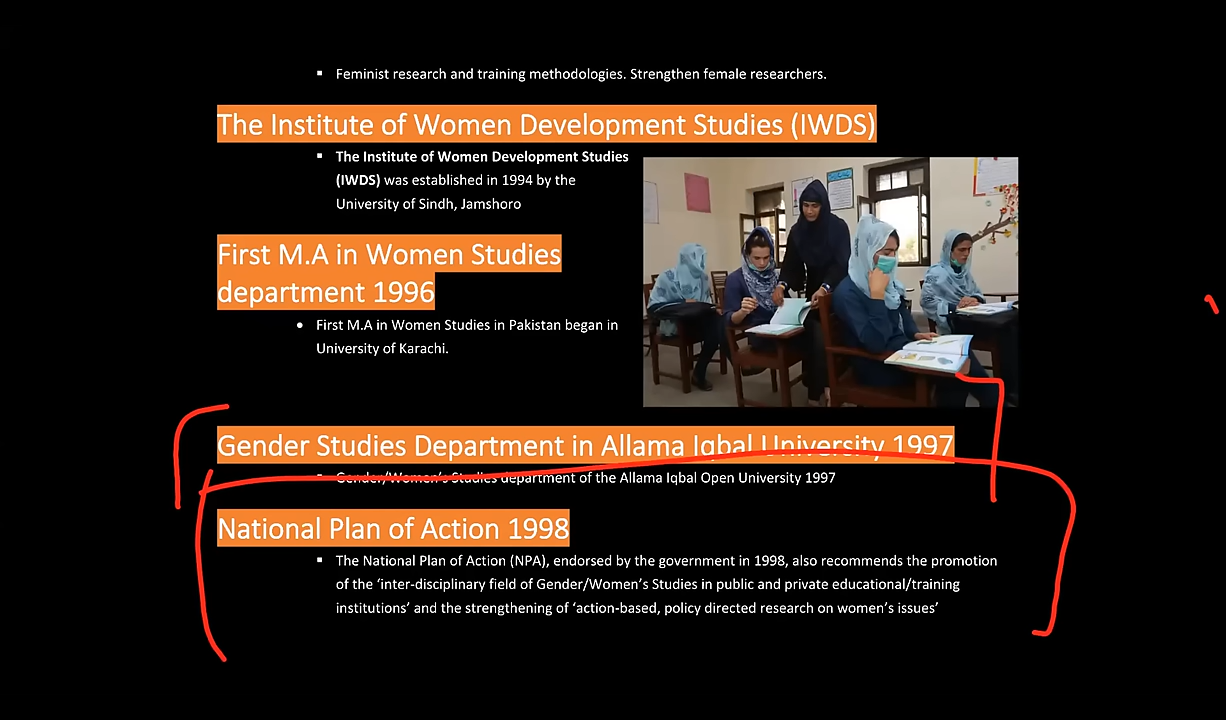 ▪ Feminist research and training methodologies. Strengthen female researchers.
The Institute of Women Development Studies (IWDS)
▪ The Institute of Women Development Studies
(IWDS) was established in 1994 by the
University of Sindh, Jamshoro
First M.A in Women Studies
department 1996
• First M.A in Women Studies in Pakistan began in
University of Karachi.
Gender Studies Department in Allama Iqbal University 1997
▪ Gender/Women's Studies department of the Allama Iqbal Open University 1997
National Plan of Action 1998
▪ The National Plan of Action (NPA), endorsed by the government in 1998, also recommends the promotion
of the ‘inter-disciplinary field of Gender/Women’s Studies in public and private educational/training
institutions’ and the strengthening of ‘action-based, policy directed research on women’s issues’